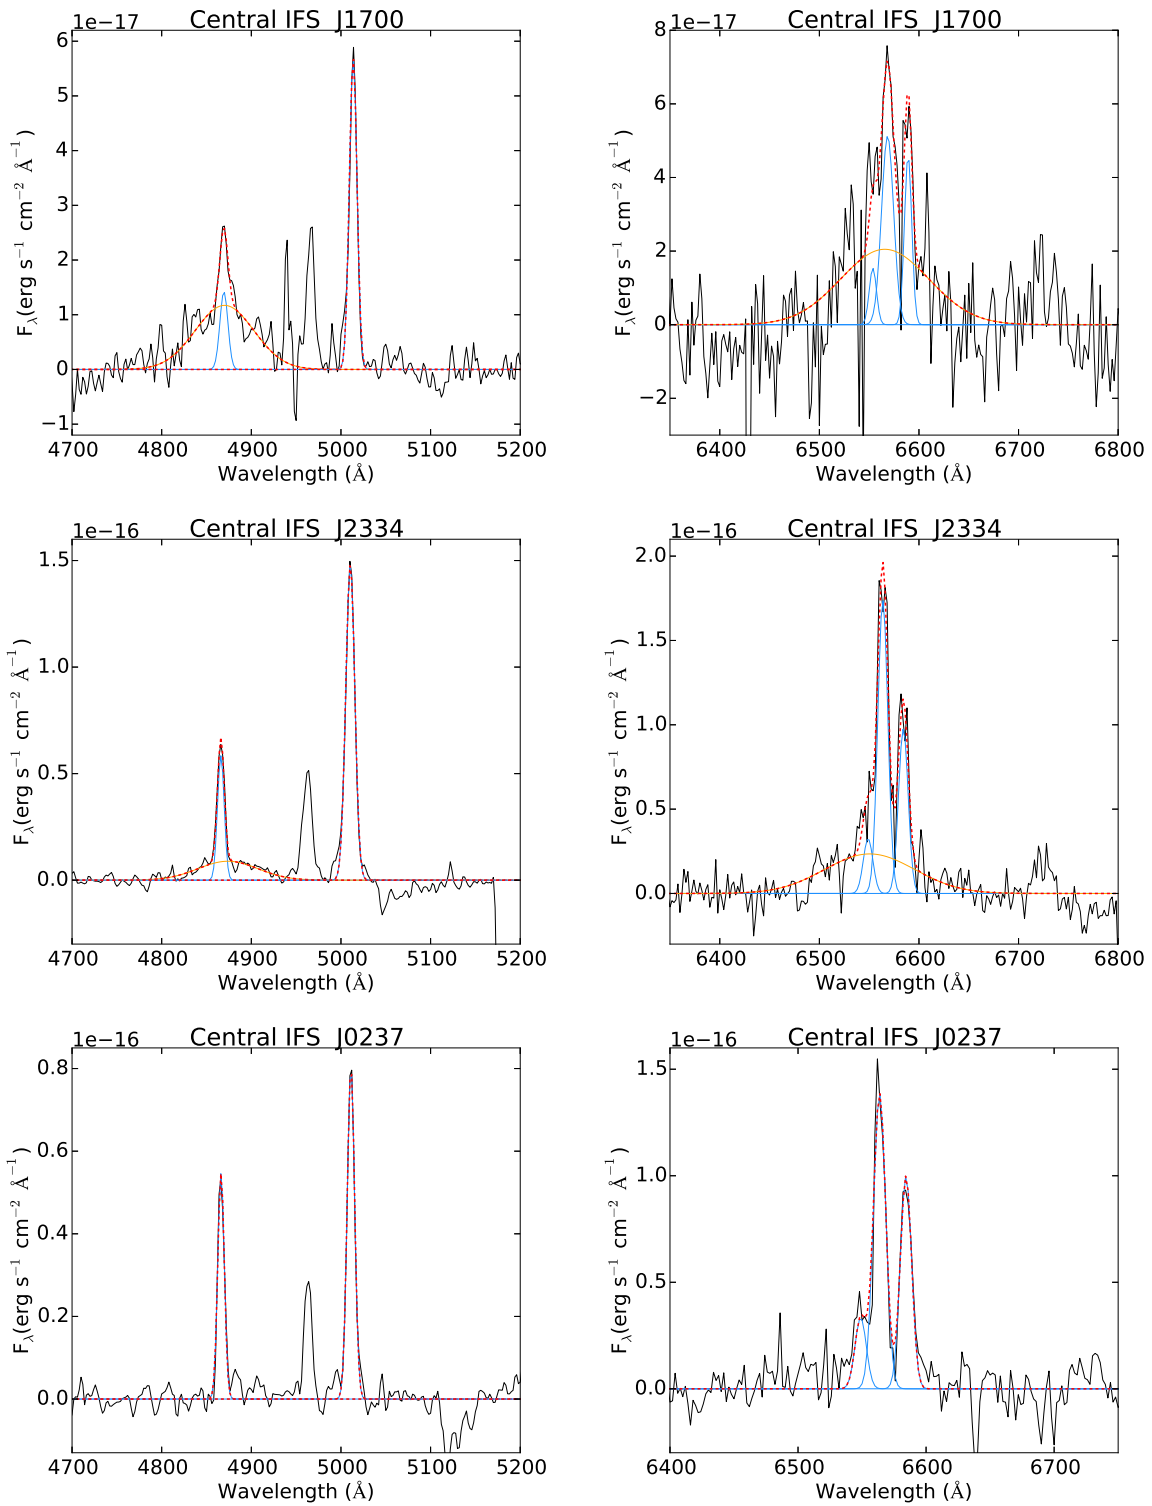 1e−17 Central IFS J1700
6
5
4
3
2
1
0
−1
F_λ(erg s⁻¹ cm⁻² Å⁻¹)
4700 4800 4900 5000 5100 5200
Wavelength (Å)
1e−17 Central IFS J1700
8
6
4
2
0
−2
F_λ(erg s⁻¹ cm⁻² Å⁻¹)
6400 6500 6600 6700 6800
Wavelength (Å)
1e−16 Central IFS J2334
1.5
1.0
0.5
0.0
F_λ(erg s⁻¹ cm⁻² Å⁻¹)
4700 4800 4900 5000 5100 5200
Wavelength (Å)
1e−16 Central IFS J2334
2.0
1.5
1.0
0.5
0.0
F_λ(erg s⁻¹ cm⁻² Å⁻¹)
6400 6500 6600 6700 6800
Wavelength (Å)
1e−16 Central IFS J0237
0.8
0.6
0.4
0.2
0.0
F_λ(erg s⁻¹ cm⁻² Å⁻¹)
4700 4800 4900 5000 5100 5200
Wavelength (Å)
1e−16 Central IFS J0237
1.5
1.0
0.5
0.0
F_λ(erg s⁻¹ cm⁻² Å⁻¹)
6400 6500 6600 6700
Wavelength (Å)